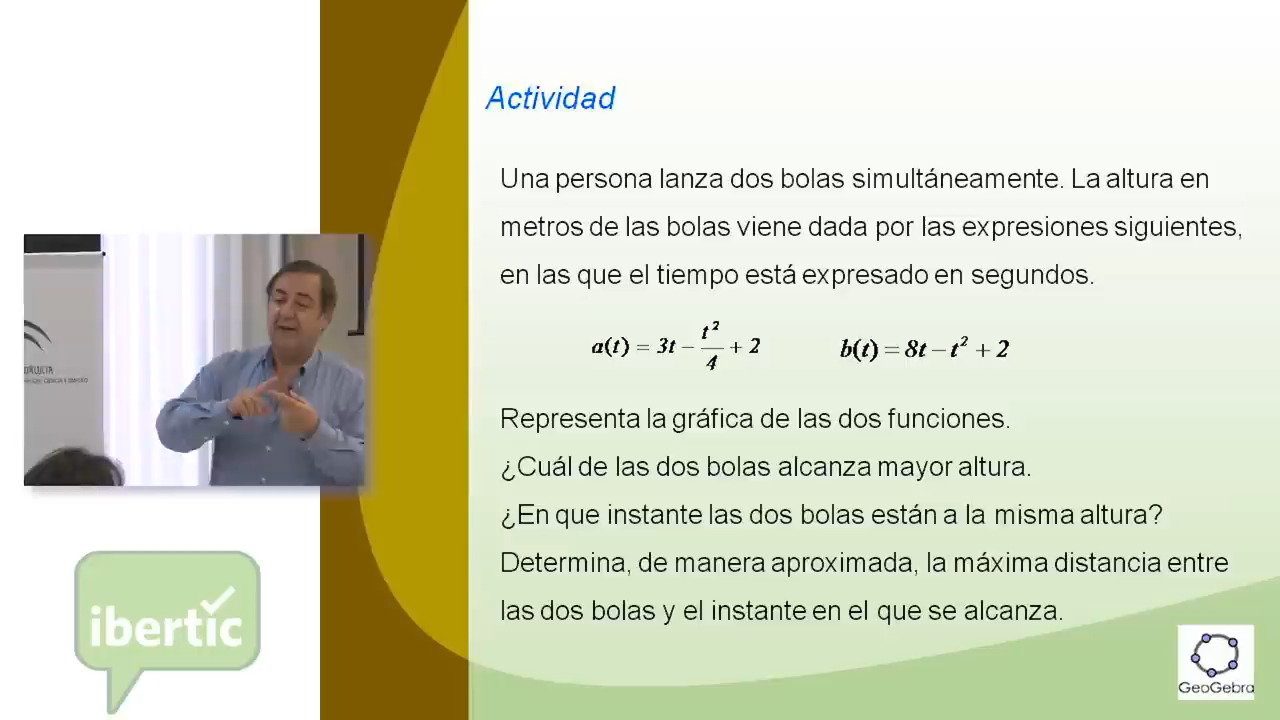 Actividad
Una persona lanza dos bolas simultáneamente. La altura en
metros de las bolas viene dada por las expresiones siguientes,
en las que el tiempo está expresado en segundos.
a(t) = 3t − t²/4 + 2 b(t) = 8t − t² + 2
Representa la gráfica de las dos funciones.
¿Cuál de las dos bolas alcanza mayor altura.
¿En que instante las dos bolas están a la misma altura?
Determina, de manera aproximada, la máxima distancia entre
las dos bolas y el instante en el que se alcanza.
ibertic
GeoGebra